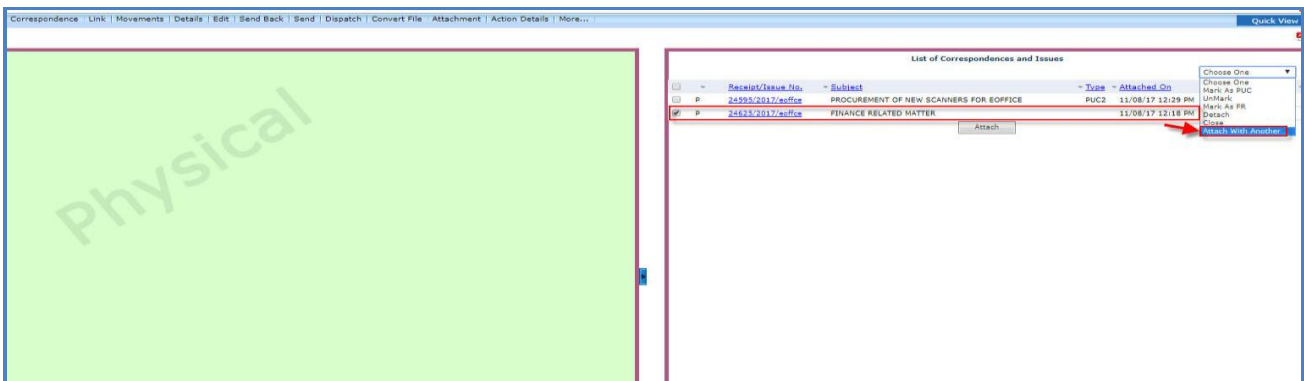 Correspondence | Link | Movements | Details | Edit | Send Back | Send | Dispatch | Convert File | Attachment | Action Details | More...
Quick View
Physical
List of Correspondences and Issues
Choose One
Receipt/Issue No. Subject Type Attached On
P 24595/2017/eoffce PROCUREMENT OF NEW SCANNERS FOR EOFFICE PUC2 11/08/17 12:29 PM
P 24625/2017/eoffce FINANCE RELATED MATTER 11/08/17 12:18 PM
Attach
Choose One
Mark As PUC
UnMark
Mark As FR
Detach
Close
Attach With Another